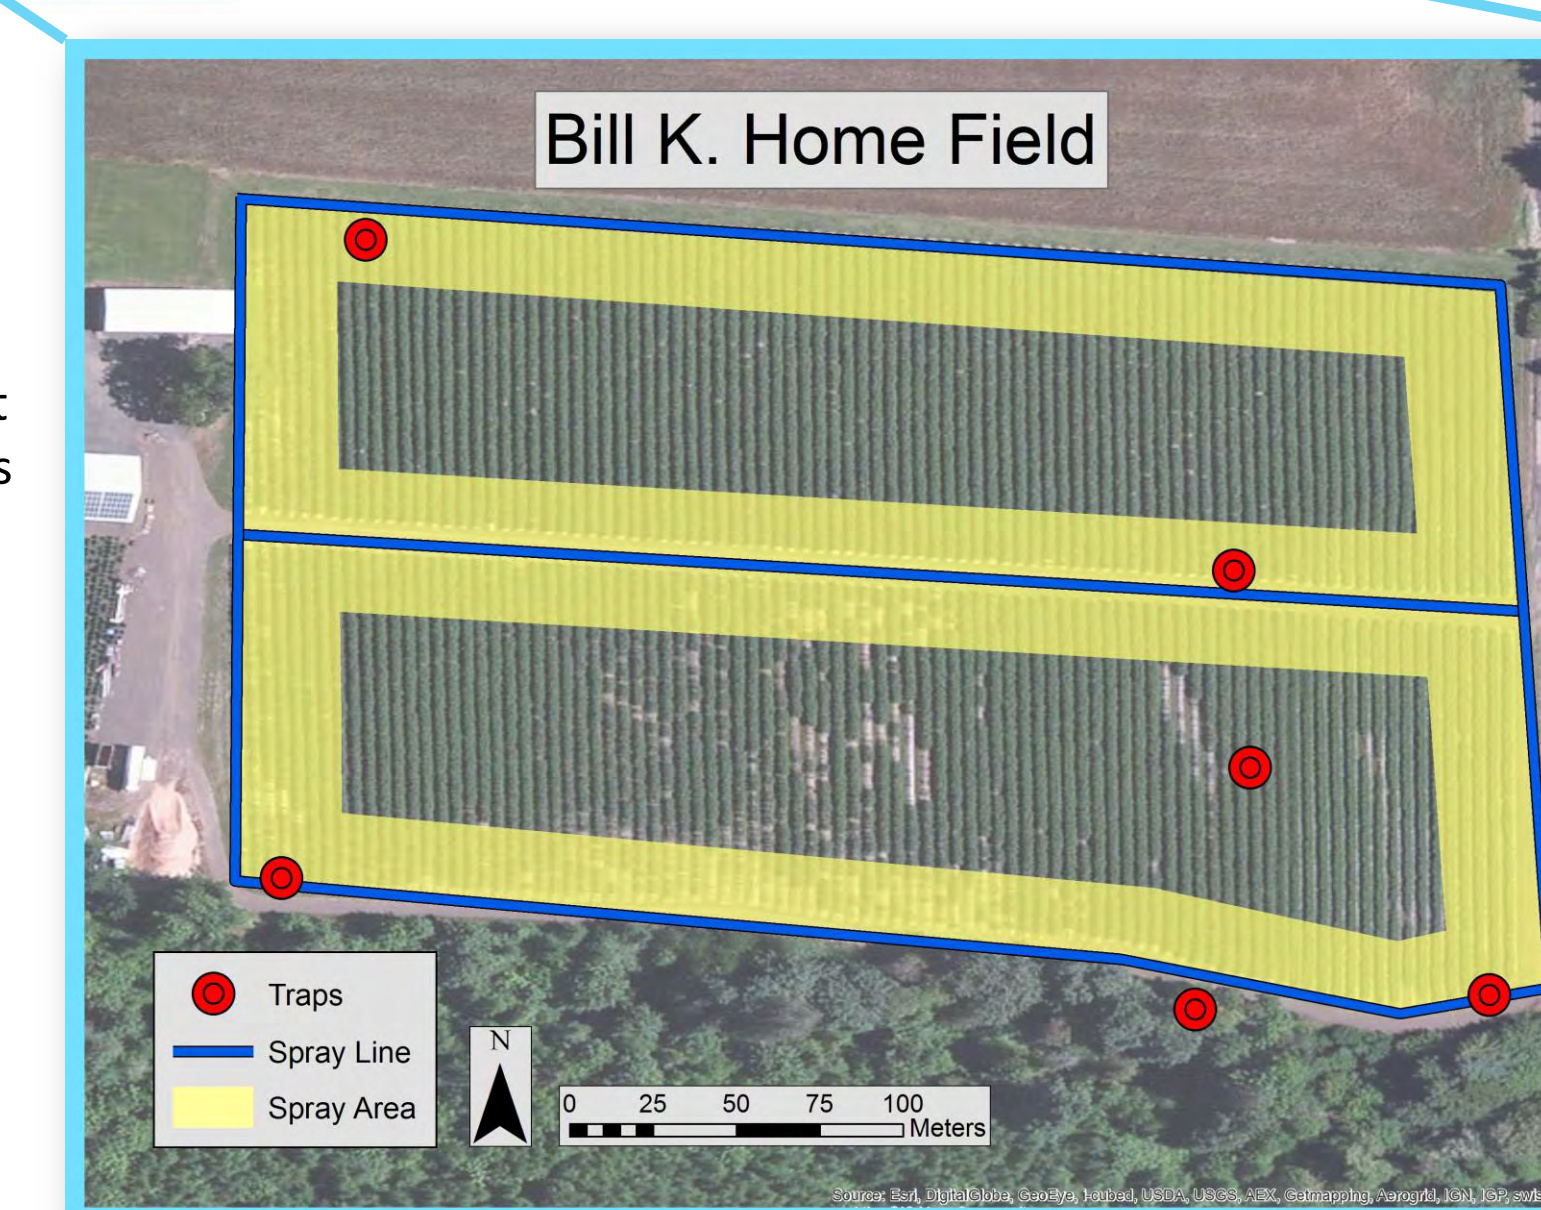 t
s
Bill K. Home Field
Traps
Spray Line
Spray Area
N
0 25 50 75 100
Meters
Source: Esri, DigitalGlobe, GeoEye, i-cubed, USDA, USGS, AEX, Getmapping, Aerogrid, IGN, IGP, swis